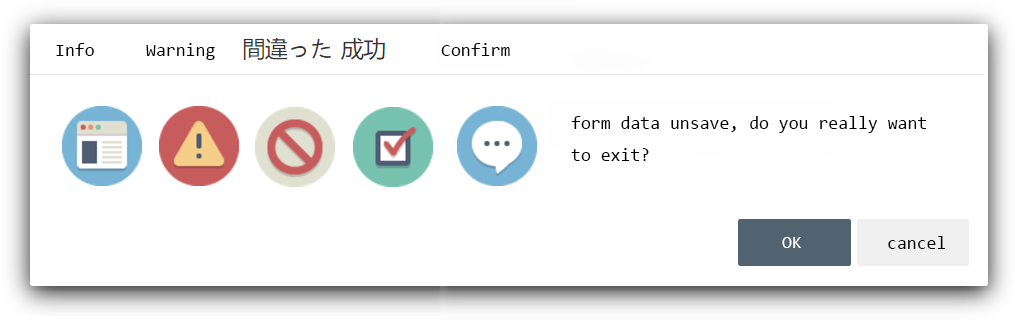 Info Warning 間違った 成功 Confirm
form data unsave, do you really want
to exit?
OK cancel